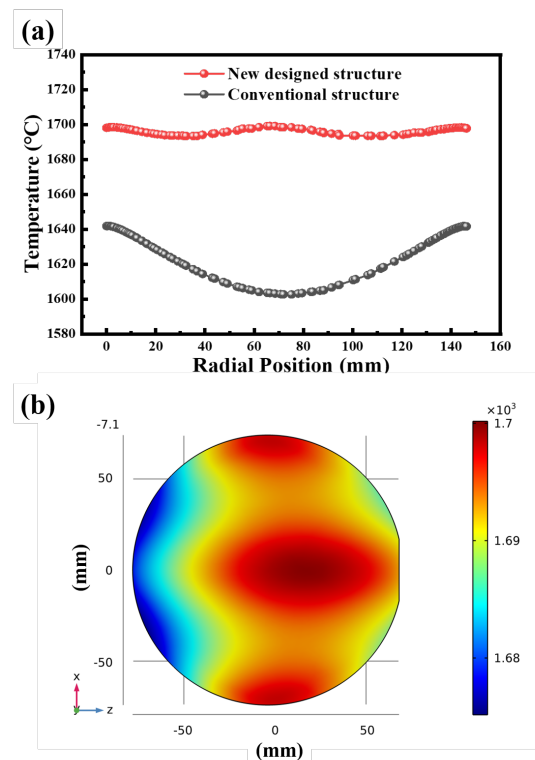 (a)
1740
1720
1700
1680
1660
1640
1620
1600
1580
Temperature (℃)
New designed structure
Conventional structure
0 20 40 60 80 100 120 140 160
Radial Position (mm)
(b)
-7.1
×10³
1.7
1.69
1.68
50
0
-50
(mm)
x
y
z
-50 0 50
(mm)